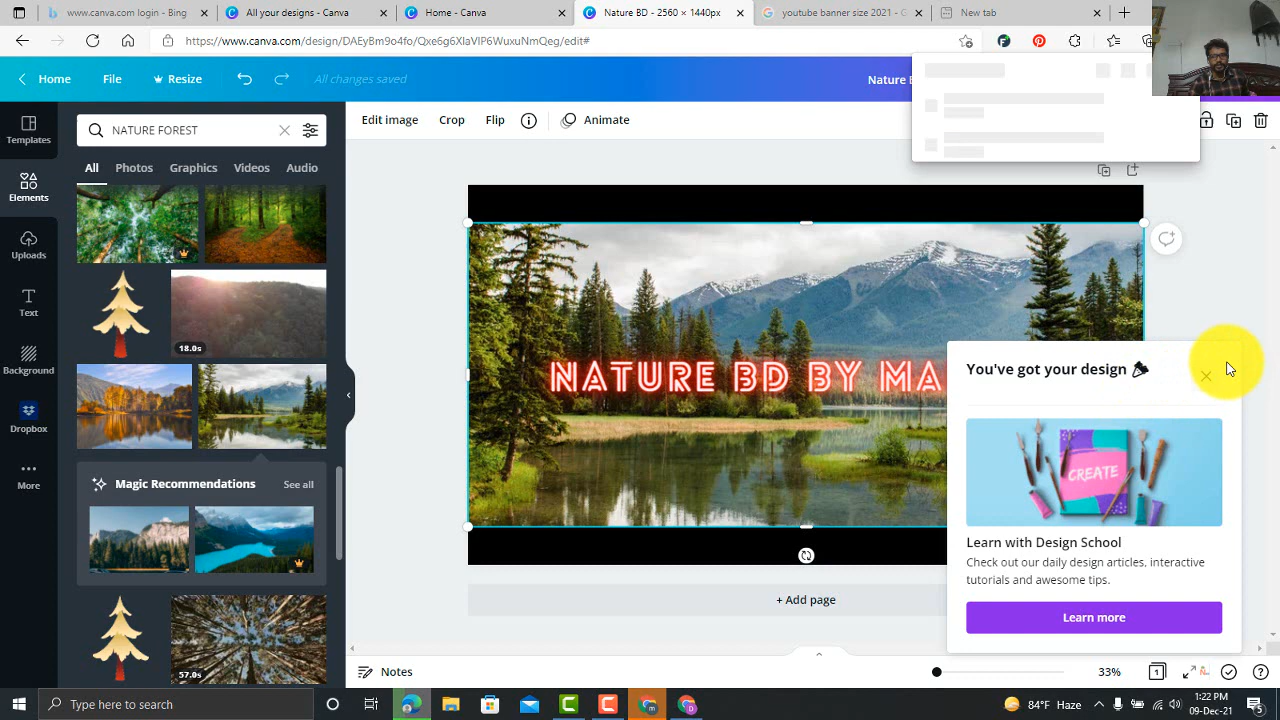 www.canva.com login - Bing
All your designs - Canva
Home - Canva
Nature BD - 2560 × 1440px
youtube banner size 2021 - G
New tab
https://www.canva.com/design/DAEyBm9o4fo/Qxe6g6XIaVIP6WuxuNmQeg/edit#
Home
File
Resize
All changes saved
Nature B
Templates
Elements
Uploads
Text
Background
Dropbox
More
NATURE FOREST
All
Photos
Graphics
Videos
Audio
18.0s
Magic Recommendations
See all
57.0s
Edit image
Crop
Flip
Animate
NATURE BD BY MA
+ Add page
You've got your design
CREATE
Learn with Design School
Check out our daily design articles, interactive
tutorials and awesome tips.
Learn more
Notes
33%
1
Type here to search
84°F Haze
1:22 PM
09-Dec-21